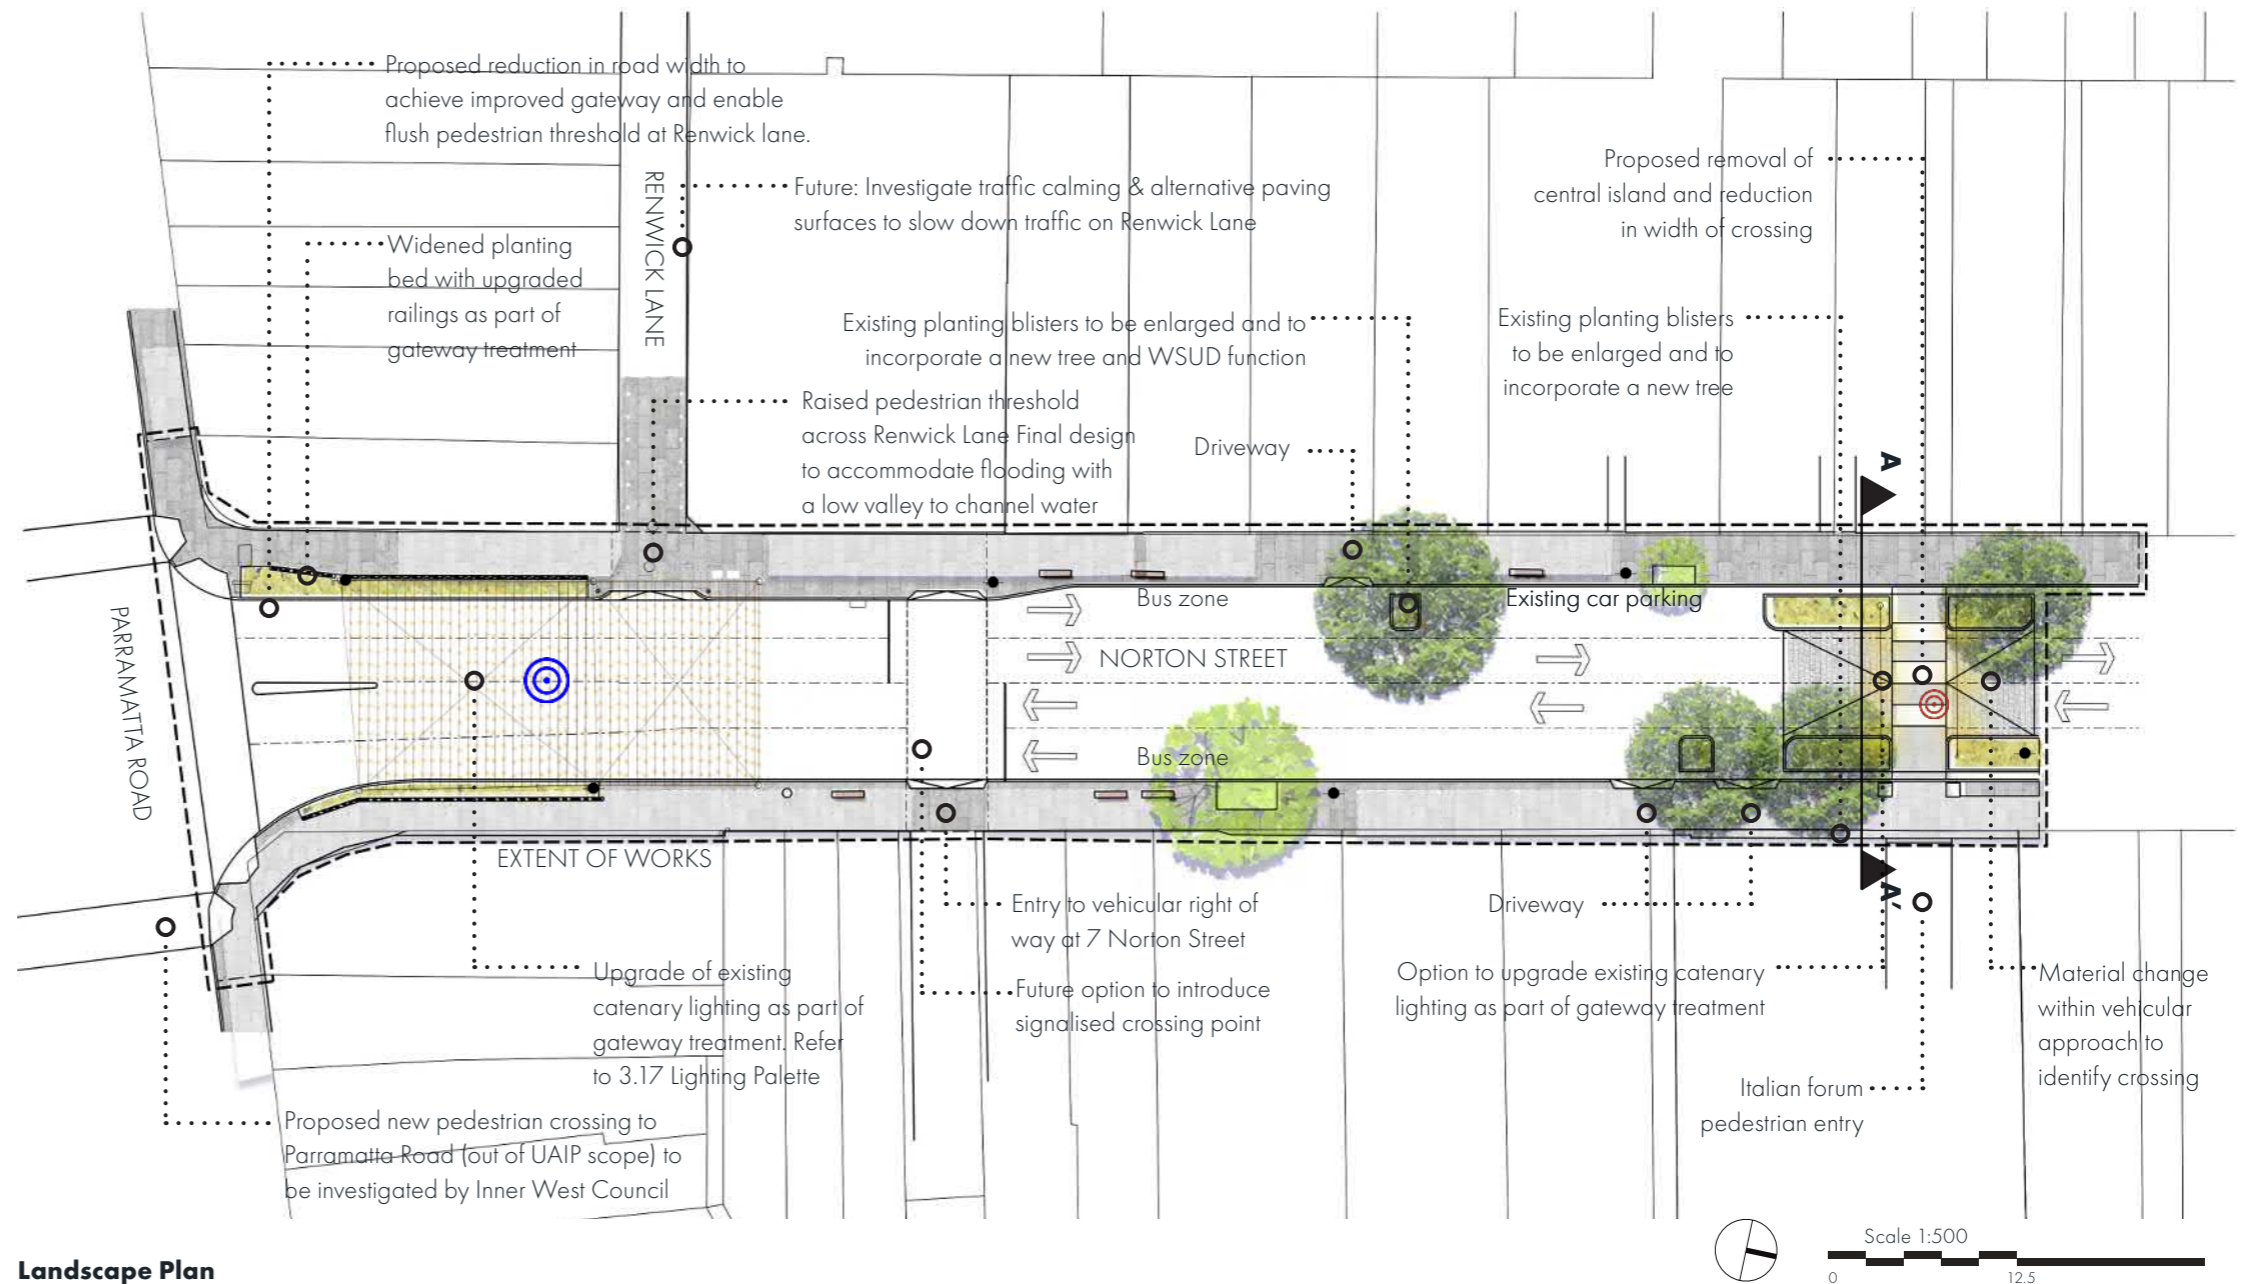 Proposed reduction in road width to
achieve improved gateway and enable
flush pedestrian threshold at Renwick lane.
Widened planting
bed with upgraded
railings as part of
gateway treatment
RENWICK LANE
Future: Investigate traffic calming & alternative paving
surfaces to slow down traffic on Renwick Lane
Existing planting blisters to be enlarged and to
incorporate a new tree and WSUD function
Raised pedestrian threshold
across Renwick Lane Final design
to accommodate flooding with
a low valley to channel water
Driveway
Proposed removal of
central island and reduction
in width of crossing
Existing planting blisters
to be enlarged and to
incorporate a new tree
A
Bus zone
Existing car parking
NORTON STREET
Bus zone
PARRAMATTA ROAD
EXTENT OF WORKS
A'
Entry to vehicular right of
way at 7 Norton Street
Driveway
Upgrade of existing
catenary lighting as part of
gateway treatment. Refer
to 3.17 Lighting Palette
Future option to introduce
signalised crossing point
Option to upgrade existing catenary
lighting as part of gateway treatment
Material change
within vehicular
approach to
identify crossing
Italian forum
pedestrian entry
Proposed new pedestrian crossing to
Parramatta Road (out of UAIP scope) to
be investigated by Inner West Council
Landscape Plan
Scale 1:500
0 12.5